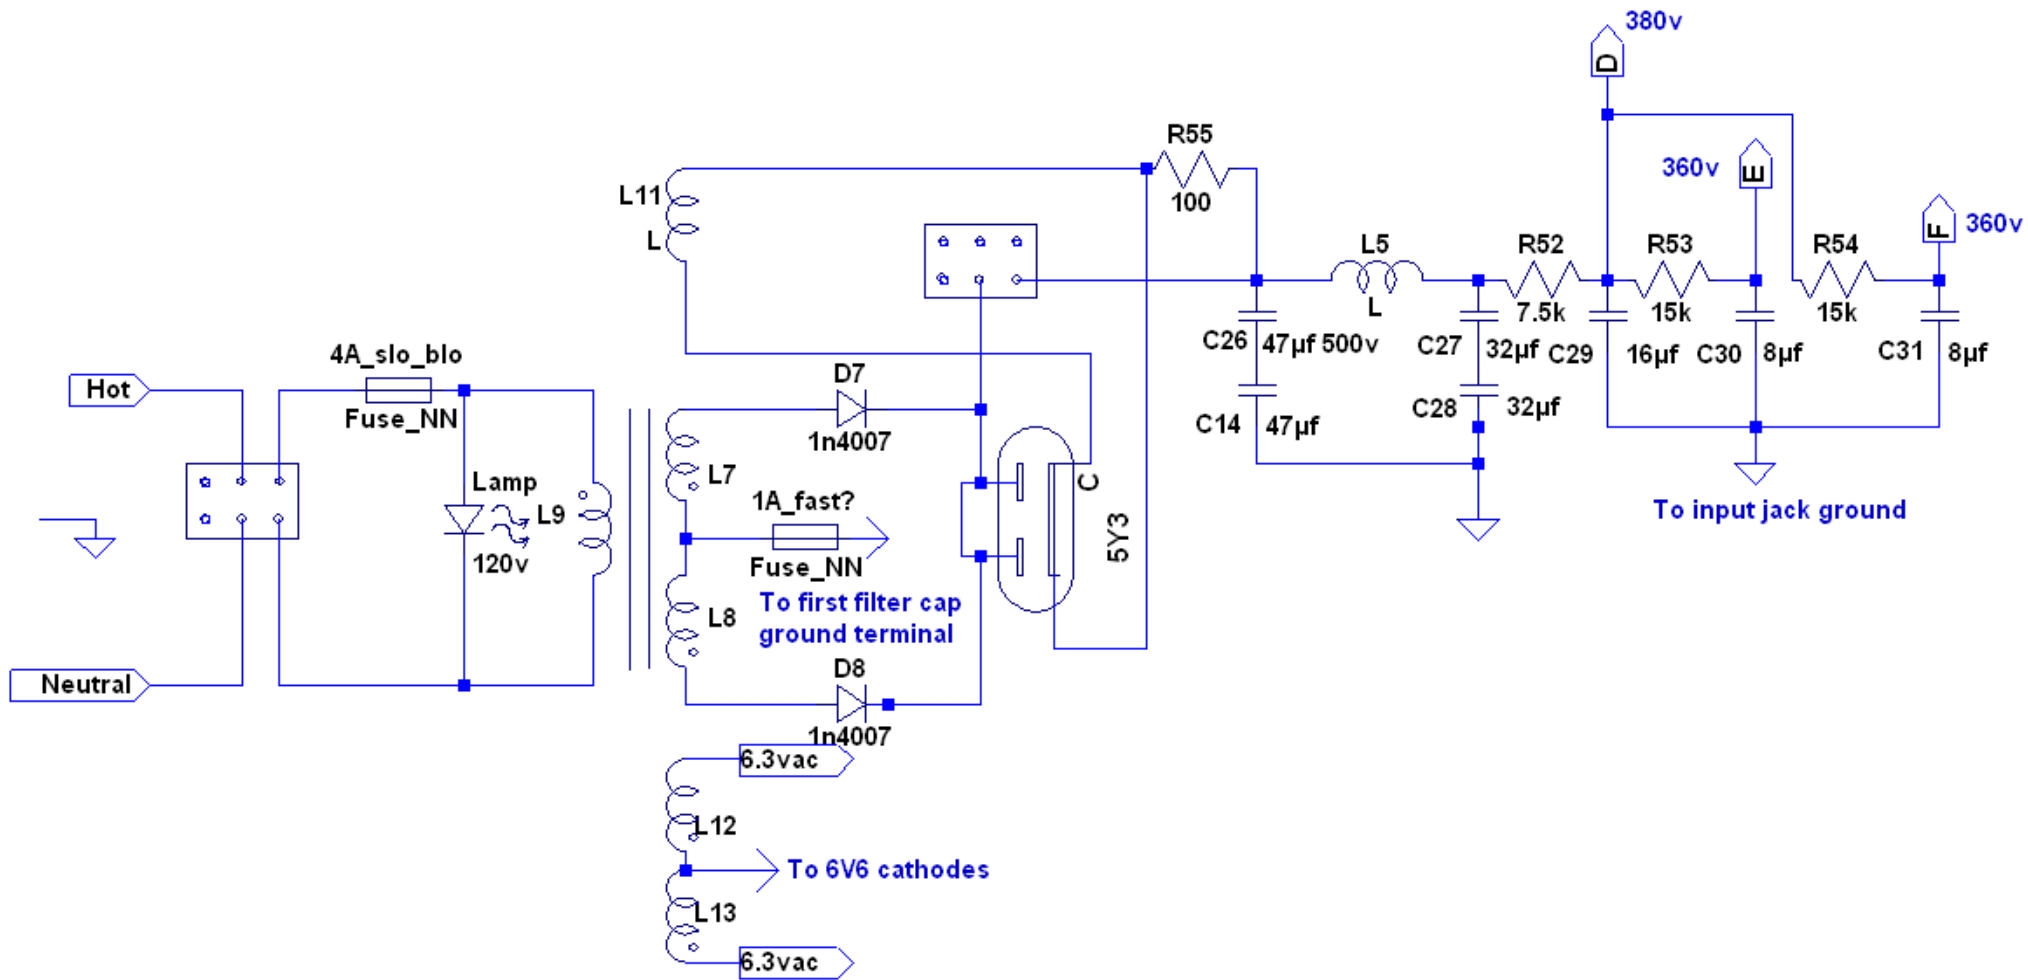 380v
D
R55
100
360v
E
L11
L
F
360v
L5
L
R52
7.5k
R53
15k
R54
15k
C26
47µf 500v
C27
32µf
C29
16µf
C30
8µf
C31
8µf
4A_slo_blo
Fuse_NN
Hot
D7
1n4007
C14
47µf
C28
32µf
L7
Lamp
120v
L9
1A_fast?
Fuse_NN
C
5Y3
To input jack ground
To first filter cap
ground terminal
L8
Neutral
D8
1n4007
6.3vac
L12
To 6V6 cathodes
L13
6.3vac